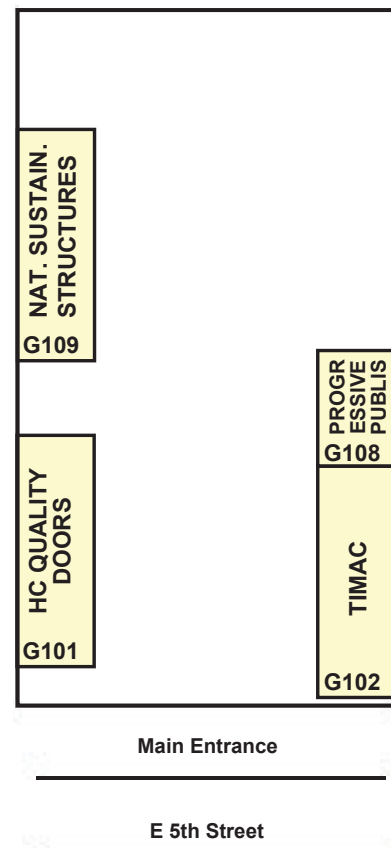 NAT. SUSTAIN.
STRUCTURES
G109
PROGR
ESSIVE
PUBLIS
G108
HC QUALITY
DOORS
G101
TIMAC
G102
Main Entrance
E 5th Street